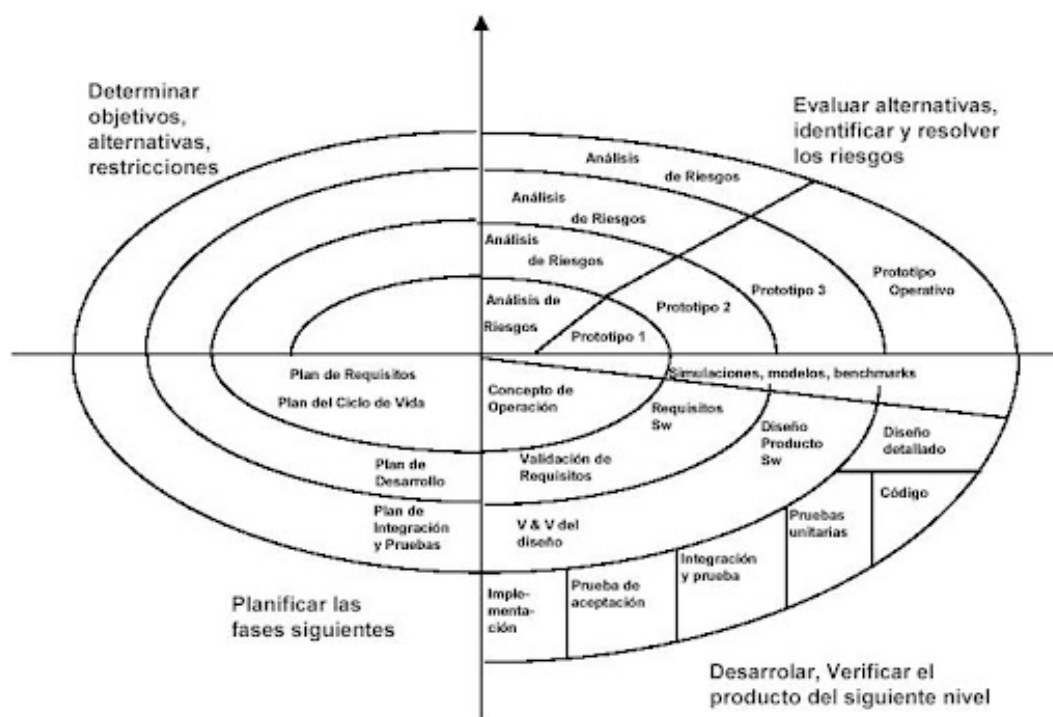 Determinar
objetivos,
alternativas,
restricciones
Evaluar alternativas,
identificar y resolver
los riesgos
Análisis
de Riesgos
Análisis
de Riesgos
Análisis
de Riesgos
Análisis de
Riesgos
Prototipo 1
Prototipo 2
Prototipo 3
Prototipo
Operativo
Simulaciones, modelos, benchmarks
Plan de Requisitos
Plan del Ciclo de Vida
Concepto de
Operación
Requisitos
Sw
Diseño
Producto
Sw
Diseño
detallado
Plan de
Desarrollo
Validación de
Requisitos
Código
Plan de
Integración
y Pruebas
V & V del
diseño
Pruebas
unitarias
Integración
y prueba
Prueba de
aceptación
Imple-
menta-
ción
Planificar las
fases siguientes
Desarrolar, Verificar el
producto del siguiente nivel